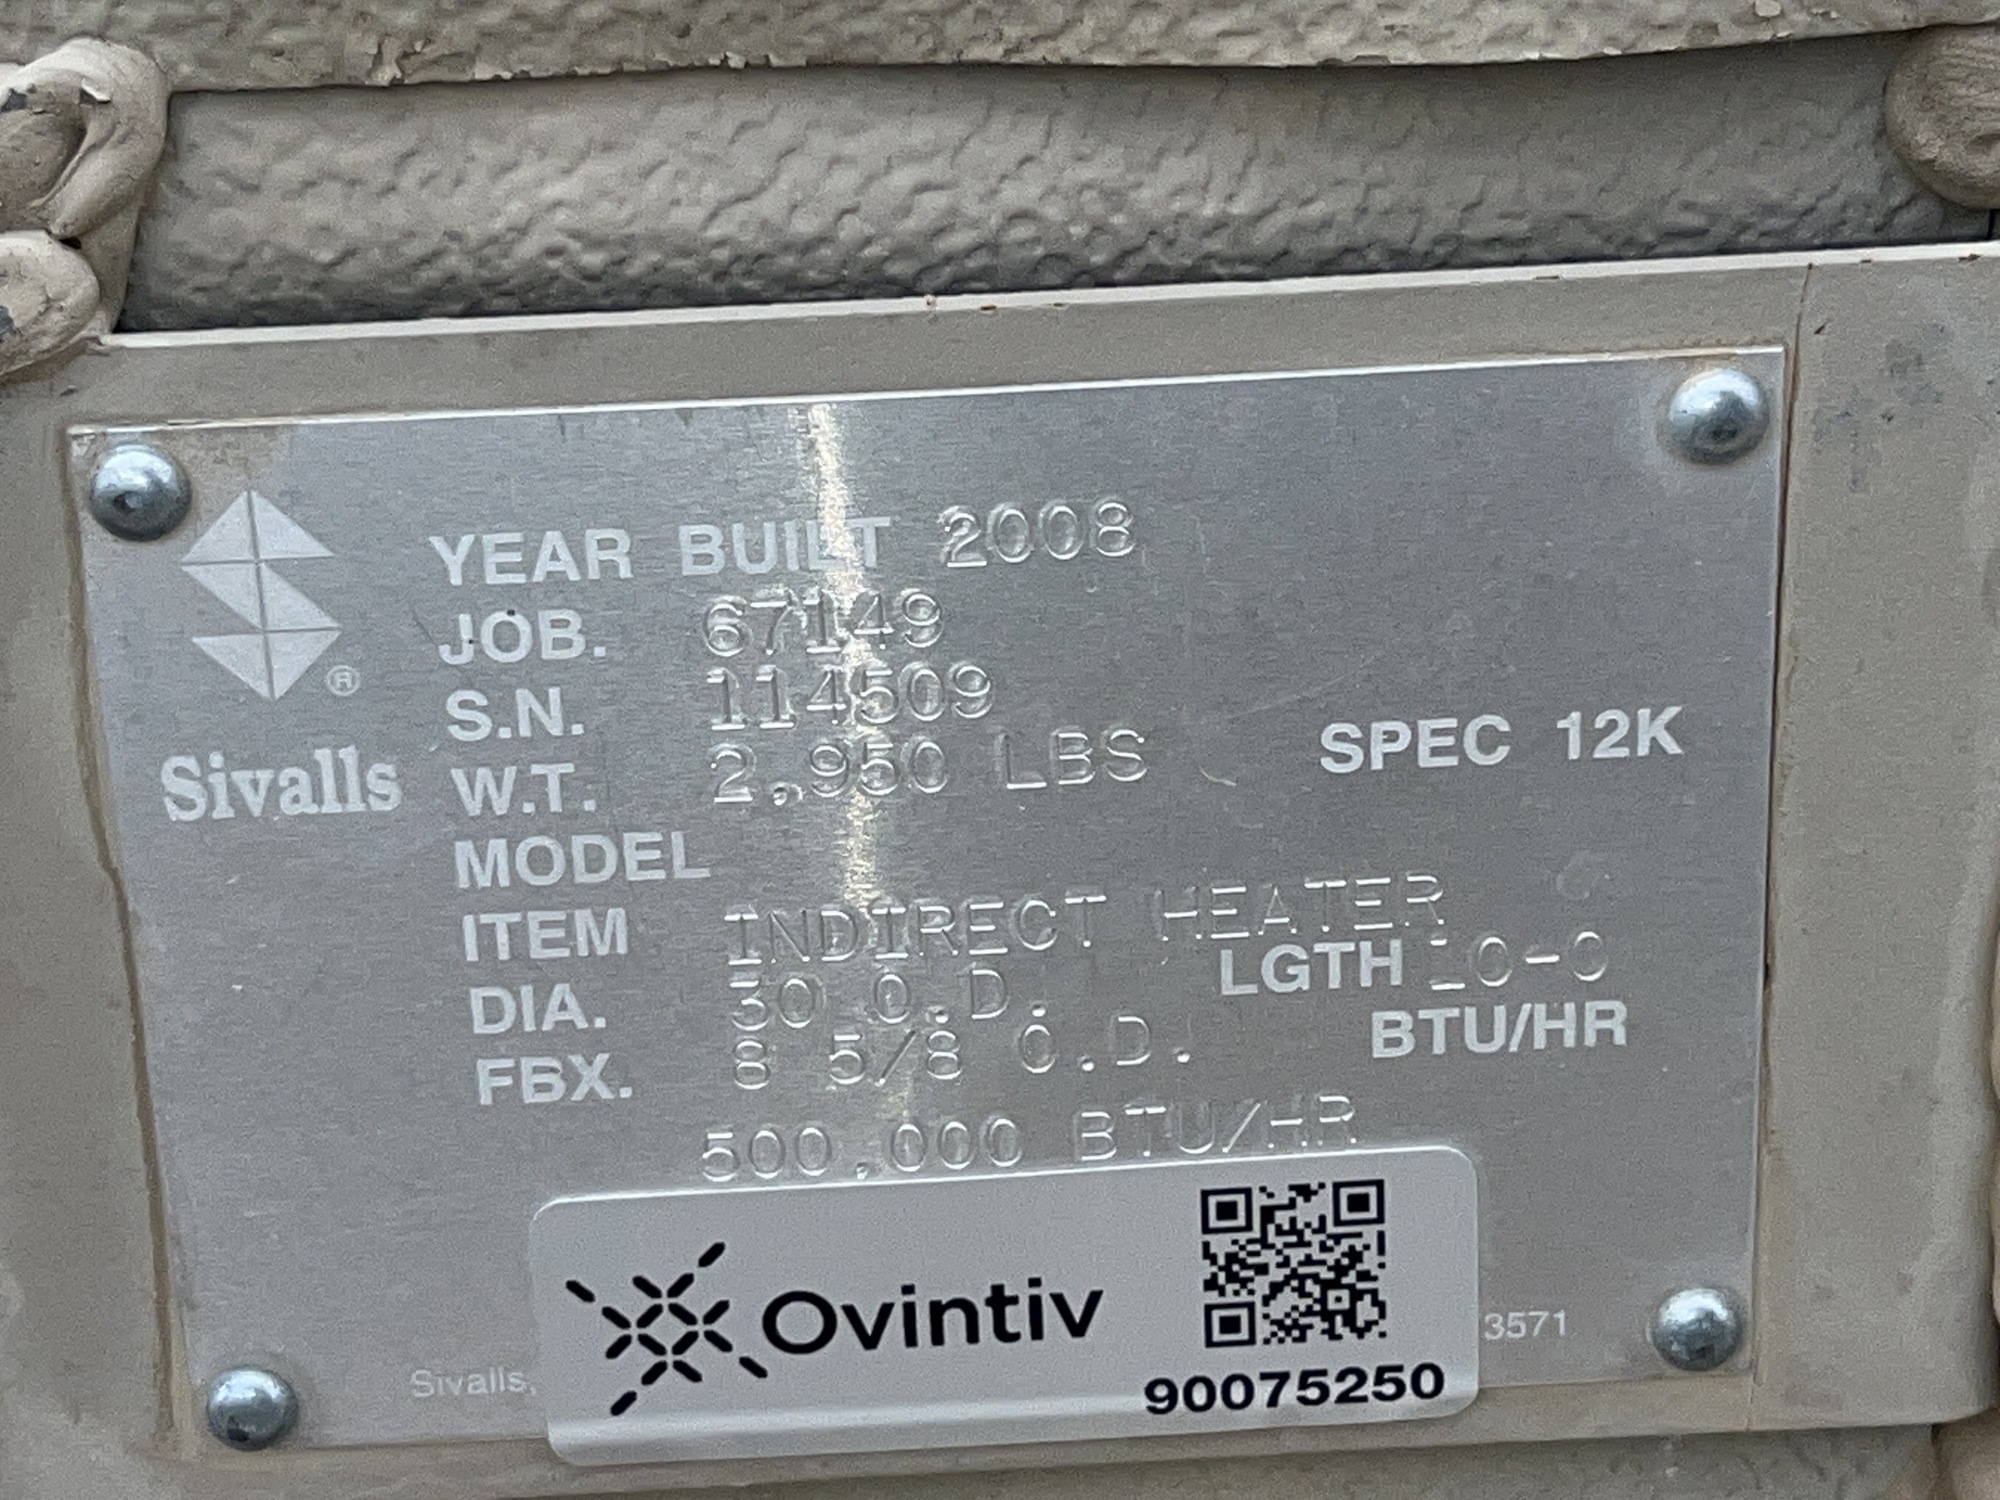 YEAR BUILT 2008
JOB. 67149
S.N. 114509
Sivalls®
W.T. 2,950 LBS
SPEC 12K
MODEL
ITEM INDIRECT HEATER
DIA. 30 O.D. LGTH 10-0
FBX. 8 5/8 O.D. BTU/HR
500,000 BTU/HR
Ovintiv
90075250
Sivalls,
3571